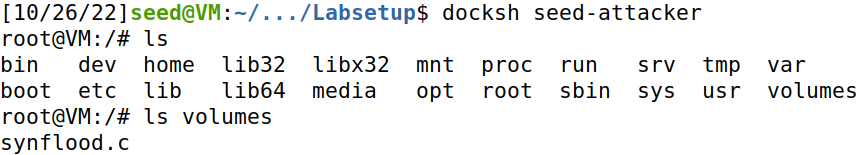 [10/26/22]seed@VM:~/.../Labsetup$ docksh seed-attacker
root@VM:/# ls
bin   dev  home  lib32  libx32  mnt  proc  run   srv  tmp  var
boot  etc  lib   lib64  media   opt  root  sbin  sys  usr  volumes
root@VM:/# ls volumes
synflood.c